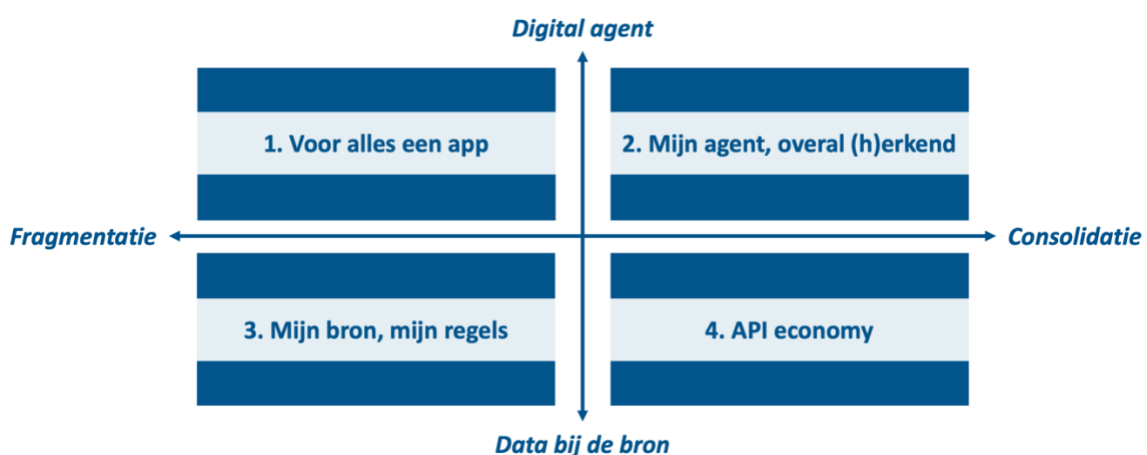 Digital agent
1. Voor alles een app
2. Mijn agent, overal (h)erkend
Fragmentatie
Consolidatie
3. Mijn bron, mijn regels
4. API economy
Data bij de bron